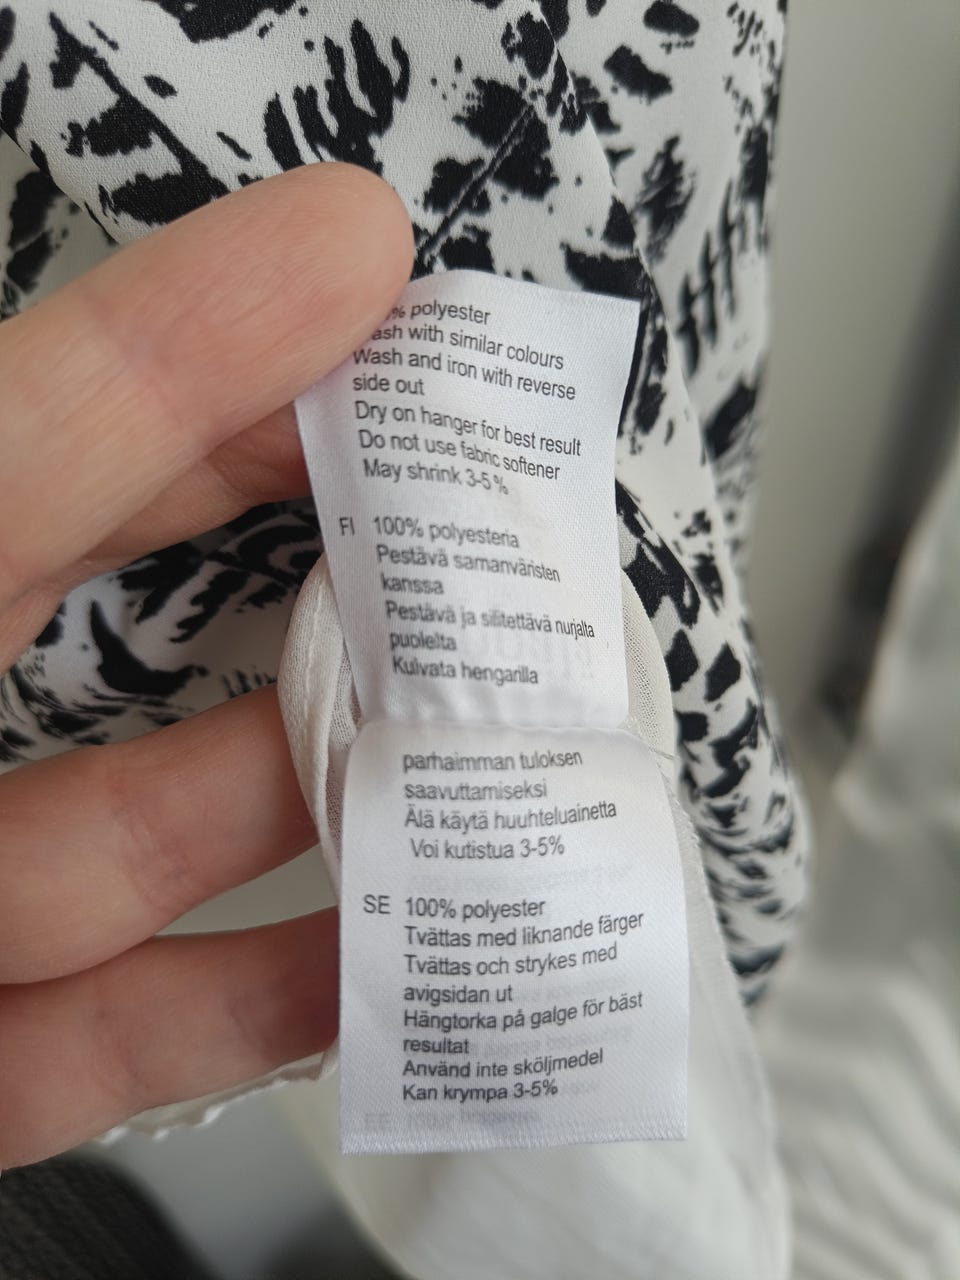 % polyester
ash with similar colours
Wash and iron with reverse
side out
Dry on hanger for best result
Do not use fabric softener
May shrink 3-5%
FI 100% polyesteria
Pestävä samanväristen
kanssa
Pestävä ja silitettävä nurjalta
puolelta
Kuivata hengarilla
parhaimman tuloksen
saavuttamiseksi
Älä käytä huuhteluainetta
Voi kutistua 3-5%
SE 100% polyester
Tvättas med liknande färger
Tvättas och strykes med
avigsidan ut
Hängtorka på galge för bäst
resultat
Använd inte sköljmedel
Kan krympa 3-5%